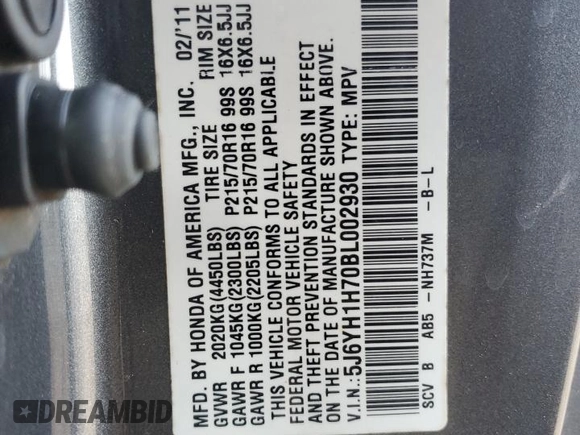 MFD. BY HONDA OF AMERICA MFG., INC. 02/'11
GVWR 2020KG(4450LBS) TIRE SIZE RIM SIZE
GAWR F 1045KG(2300LBS) P215/70R16 99S 16X6.5JJ
GAWR R 1000KG(2205LBS) P215/70R16 99S 16X6.5JJ
THIS VEHICLE CONFORMS TO ALL APPLICABLE
FEDERAL MOTOR VEHICLE SAFETY
AND THEFT PREVENTION STANDARDS IN EFFECT
ON THE DATE OF MANUFACTURE SHOWN ABOVE.
V.I.N.:5J6YH1H70BL002930 TYPE: MPV
SCV B AB5 -NH737M -B-L
DREAMBID